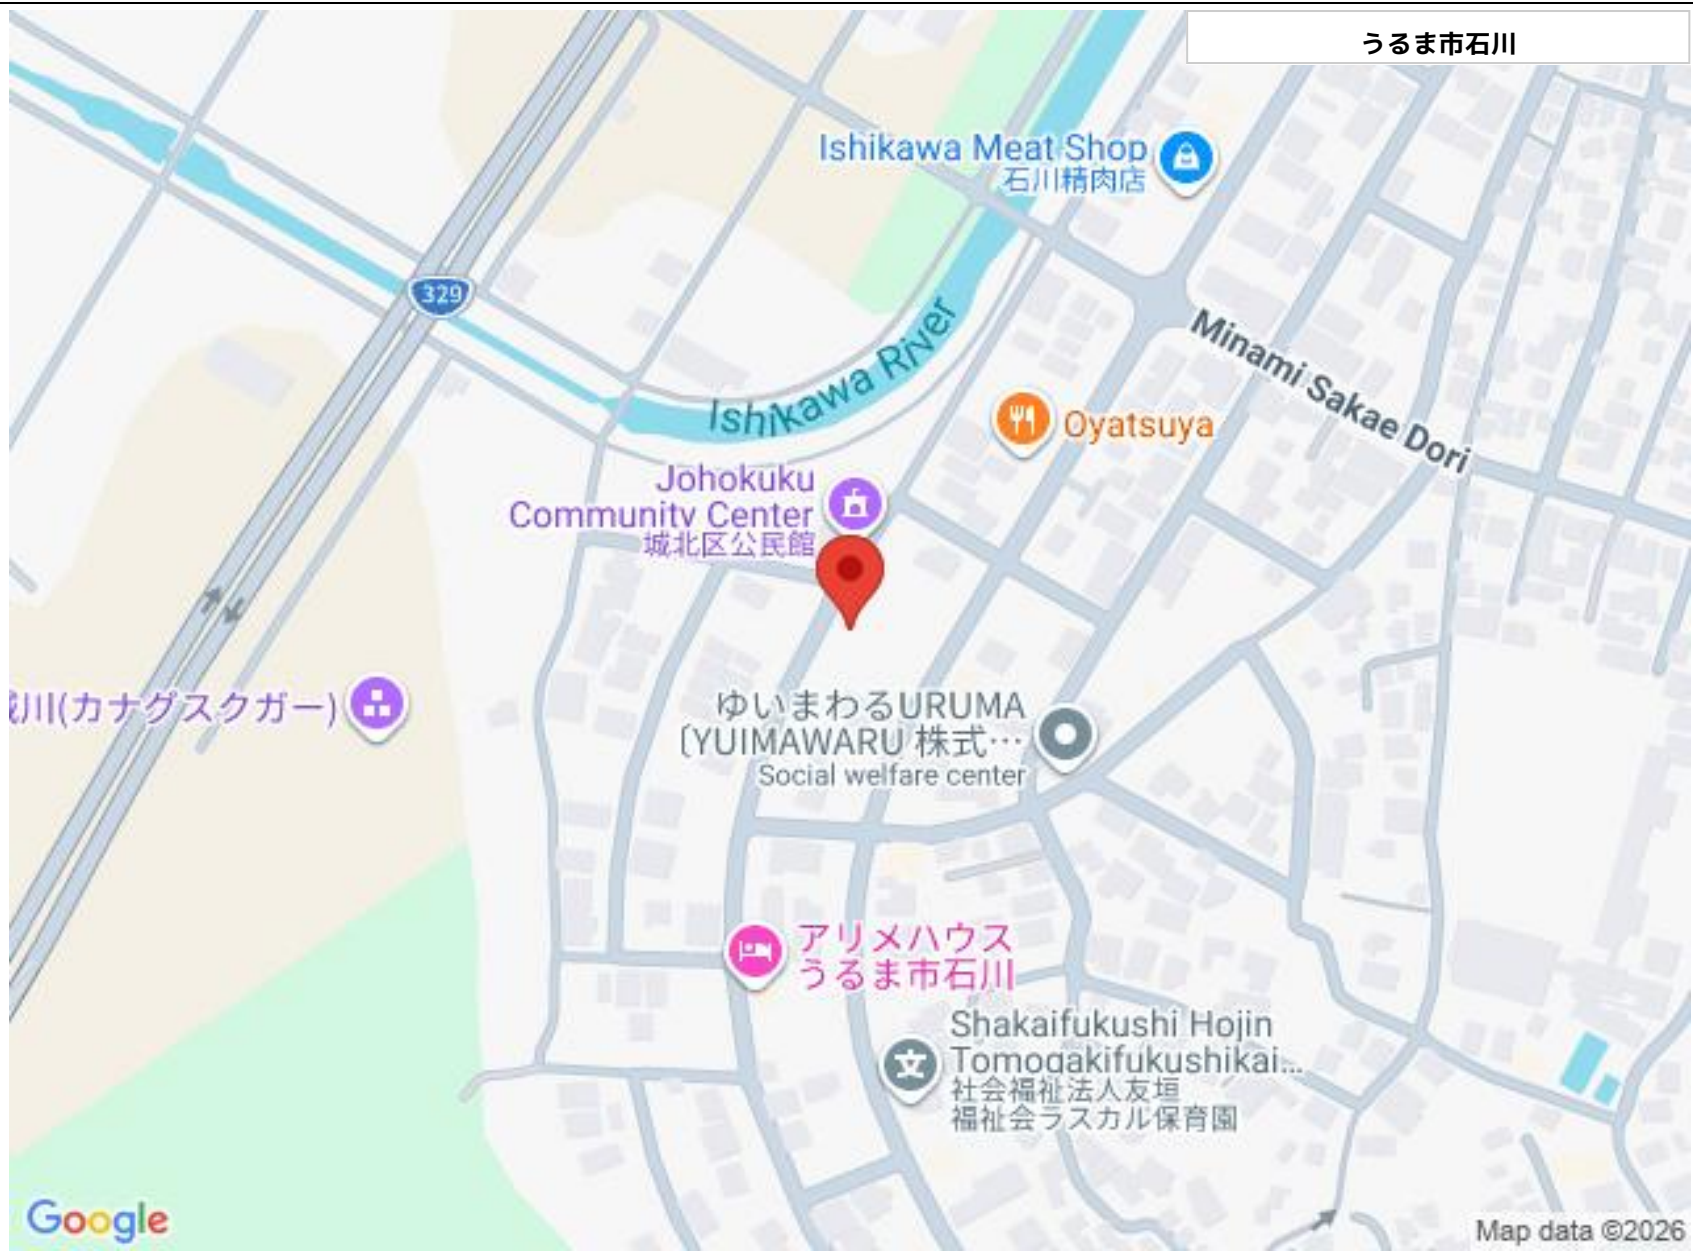 うるま市石川
Ishikawa Meat Shop
石川精肉店
329
Minami Sakae Dori
Ishikawa River
Oyatsuya
Johokuku
Community Center
城北区公民館
川(カナグスクガー)
ゆいまわるURUMA
(YUIMAWARU 株式…
Social welfare center
アリメハウス
うるま市石川
Shakaifukushi Hojin
Tomogakifukushikai...
社会福祉法人友垣
福祉会ラスカル保育園
文
Google
Map data ©2026